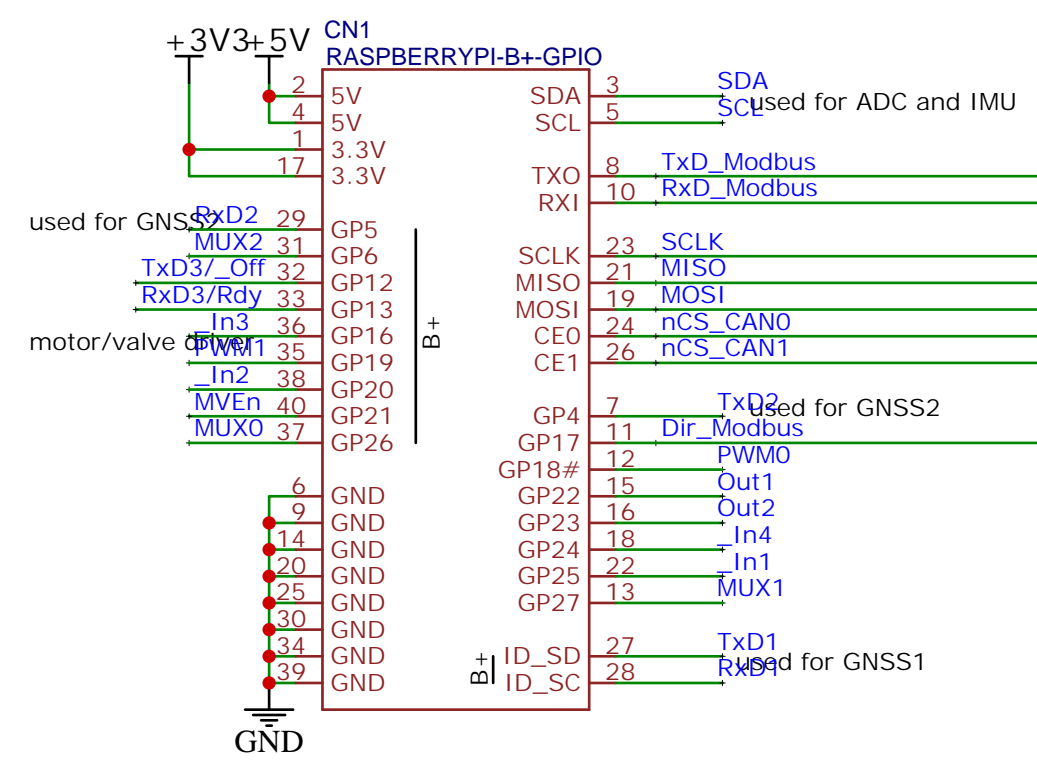 +3V3
+5V
CN1
RASPBERRYPI-B+-GPIO
2 5V
4 5V
1 3.3V
17 3.3V
used for GNSS2
RxD2 29 GP5
MUX2 31 GP6
TxD3/_Off 32 GP12
RxD3/Rdy 33 GP13
_In3 36 GP16
motor/valve driver
PWM1 35 GP19
_In2 38 GP20
MVEn 40 GP21
MUX0 37 GP26
B+
6 GND
9 GND
14 GND
20 GND
25 GND
30 GND
34 GND
39 GND
GND
SDA 3 SDA
used for ADC and IMU
SCL 5 SCL
TXO 8 TxD_Modbus
RXI 10 RxD_Modbus
SCLK 23 SCLK
MISO 21 MISO
MOSI 19 MOSI
CE0 24 nCS_CAN0
CE1 26 nCS_CAN1
GP4 7 TxD2
used for GNSS2
GP17 11 Dir_Modbus
GP18# 12 PWM0
GP22 15 Out1
GP23 16 Out2
GP24 18 _In4
GP25 22 _In1
GP27 13 MUX1
B+
ID_SD 27 TxD1
used for GNSS1
ID_SC 28 RxD1